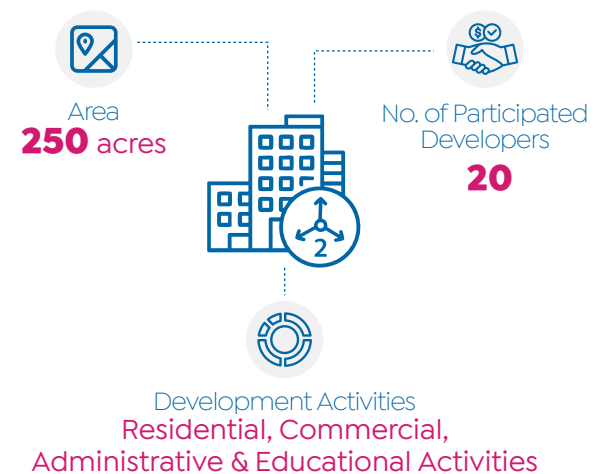 Area
250 acres
No. of Participated
Developers
20
2
Development Activities
Residential, Commercial,
Administrative & Educational Activities